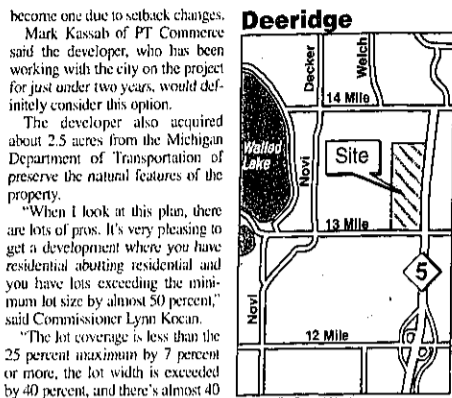 become one due to setback changes.
Mark Kassab of PT Commerce
said the developer, who has been
working with the city on the project
for just under two years, would def-
initely consider this option.
The developer also acquired
about 2.5 acres from the Michigan
Department of Transportation of
preserve the natural features of the
property.
"When I look at this plan, there
are lots of pros. It's very pleasing to
get a development where you have
residential abutting residential and
you have lots exceeding the mini-
mum lot size by almost 50 percent,"
said Commissioner Lynn Kocan.
"The lot coverage is less than the
25 percent maximum by 7 percent
or more, the lot width is exceeded
by 40 percent, and there's almost 40
Deeridge
Decker
Welch
14 Mile
Walled
Lake
Novi
Site
13 Mile
5
Novi
12 Mile